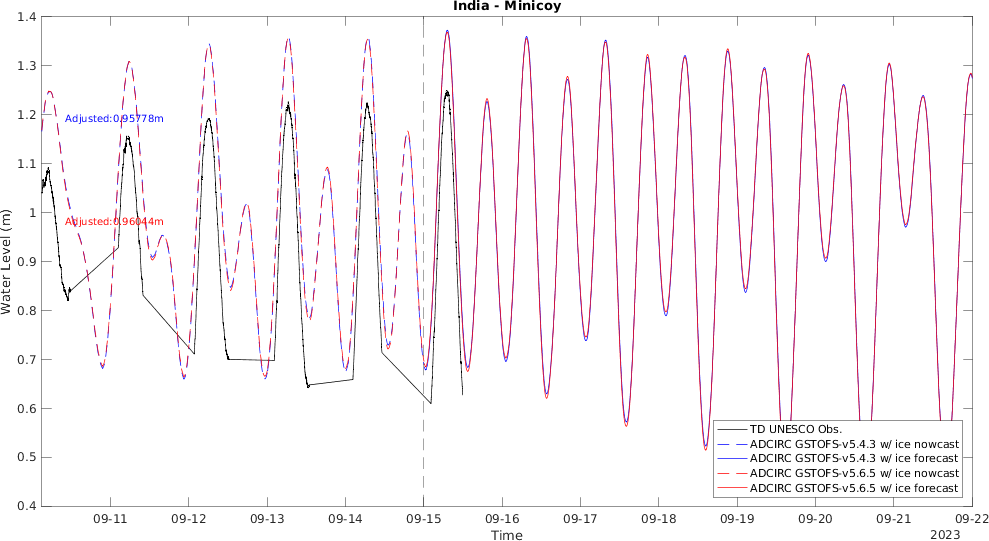 India - Minicoy
1.4
1.3
1.2
1.1
1
0.9
0.8
0.7
0.6
0.5
0.4
Water Level (m)
Adjusted:0.95778m
Adjusted:0.96044m
TD UNESCO Obs.
ADCIRC GSTOFS-v5.4.3 w/ ice nowcast
ADCIRC GSTOFS-v5.4.3 w/ ice forecast
ADCIRC GSTOFS-v5.6.5 w/ ice nowcast
ADCIRC GSTOFS-v5.6.5 w/ ice forecast
09-11 09-12 09-13 09-14 09-15 09-16 09-17 09-18 09-19 09-20 09-21 09-22
Time
2023